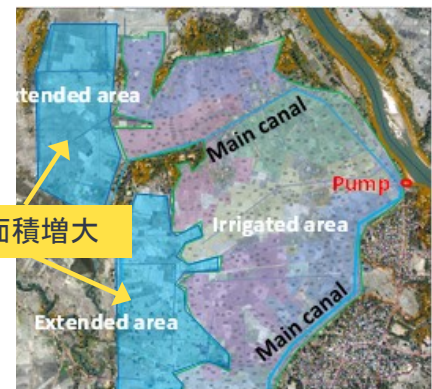 xtended area
Main canal
Pump
面積増大
Irrigated area
Extended area
Main canal